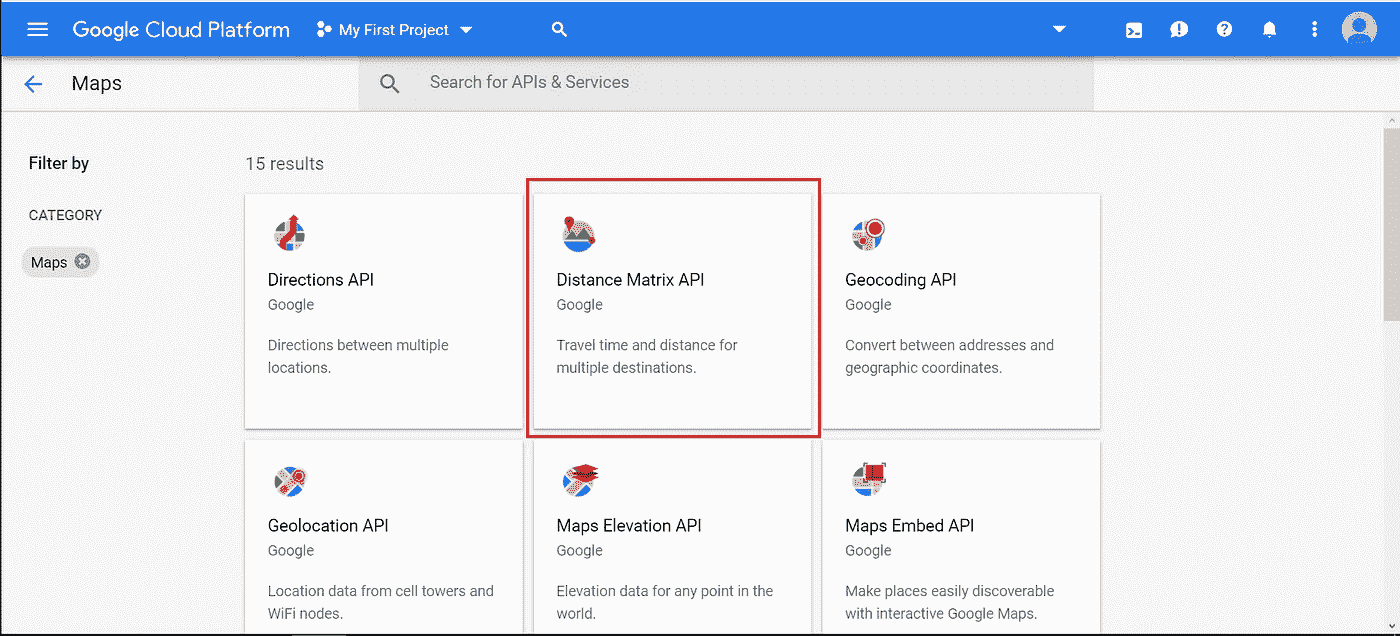 Google Cloud Platform My First Project
Maps Search for APIs & Services
Filter by
CATEGORY
Maps
15 results
Directions API
Google
Directions between multiple
locations.
Distance Matrix API
Google
Travel time and distance for
multiple destinations.
Geocoding API
Google
Convert between addresses and
geographic coordinates.
Geolocation API
Google
Location data from cell towers and
WiFi nodes.
Maps Elevation API
Google
Elevation data for any point in the
world.
Maps Embed API
Google
Make places easily discoverable
with interactive Google Maps.